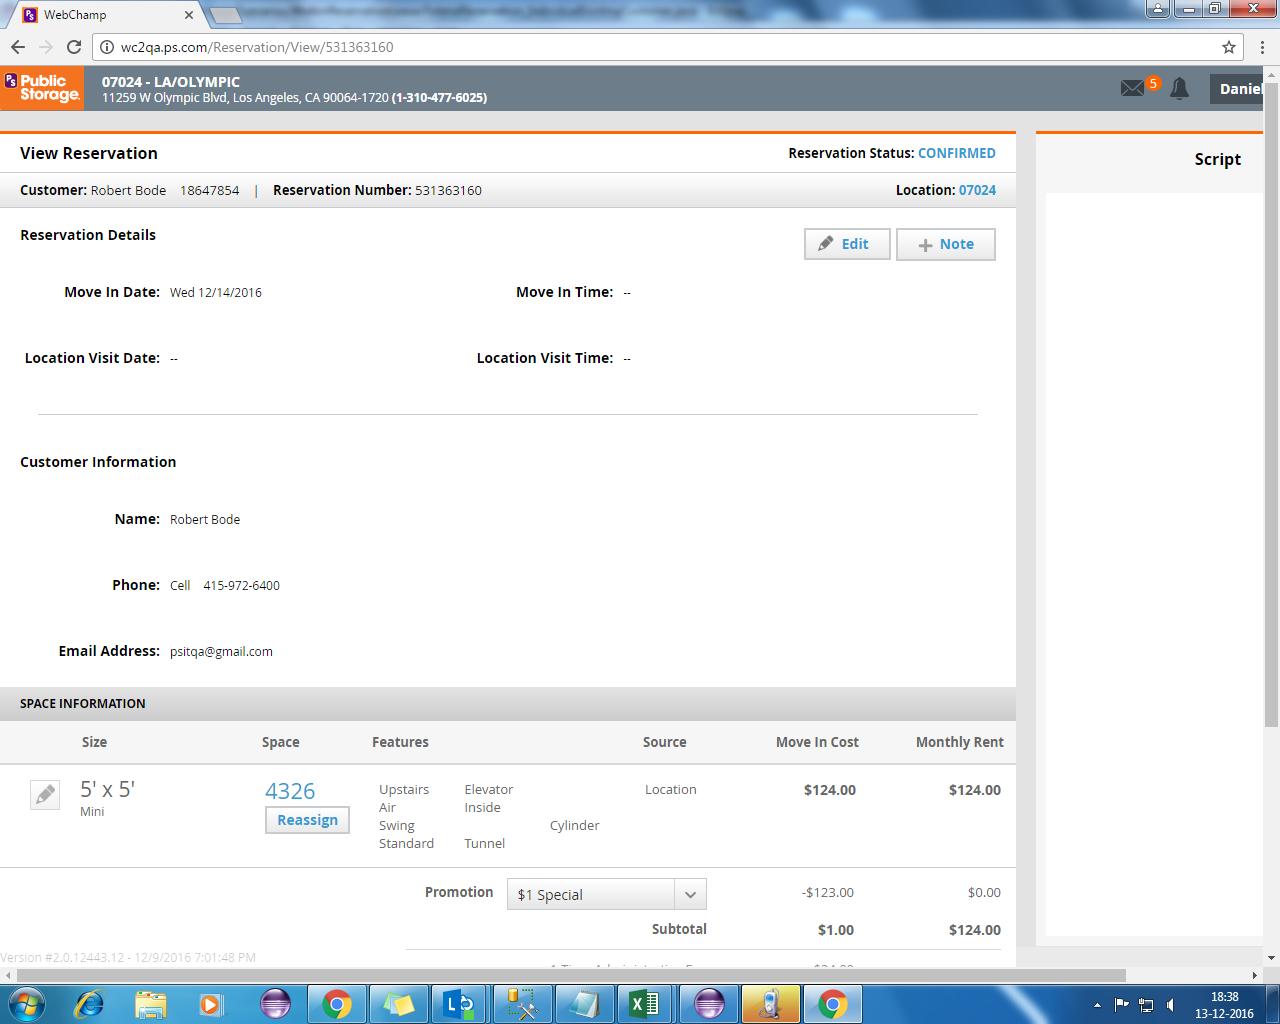 WebChamp
wc2qa.ps.com/Reservation/View/531363160
PS Public Storage.
07024 - LA/OLYMPIC
11259 W Olympic Blvd, Los Angeles, CA 90064-1720 (1-310-477-6025)
5
Daniel
View Reservation
Reservation Status: CONFIRMED
Script
Customer: Robert Bode 18647854 | Reservation Number: 531363160
Location: 07024
Reservation Details
Edit
Note
Move In Date: Wed 12/14/2016
Move In Time: --
Location Visit Date: --
Location Visit Time: --
Customer Information
Name: Robert Bode
Phone: Cell 415-972-6400
Email Address: psitqa@gmail.com
SPACE INFORMATION
Size Space Features Source Move In Cost Monthly Rent
5' x 5' 4326 Upstairs Elevator Location $124.00 $124.00
Mini Air Inside
Reassign Swing Cylinder
Standard Tunnel
Promotion $1 Special -$123.00 $0.00
Subtotal $1.00 $124.00
Version #2.0.12443.12 - 12/9/2016 7:01:48 PM
18:38
13-12-2016